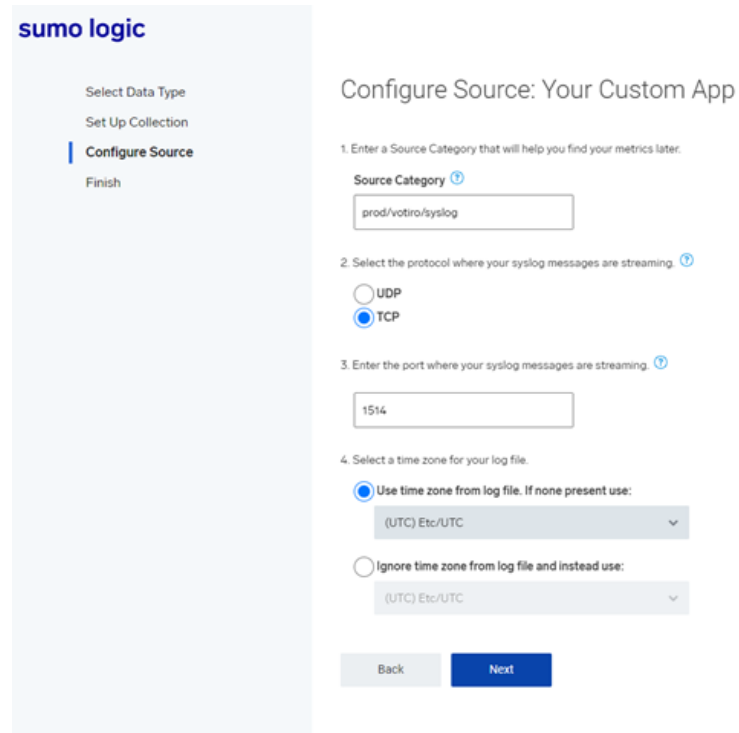 sumo logic
Select Data Type
Set Up Collection
Configure Source
Finish
Configure Source: Your Custom App
1. Enter a Source Category that will help you find your metrics later.
Source Category ?
prod/votiro/syslog
2. Select the protocol where your syslog messages are streaming. ?
UDP
TCP
3. Enter the port where your syslog messages are streaming. ?
1514
4. Select a time zone for your log file.
Use time zone from log file. If none present use:
(UTC) Etc/UTC
Ignore time zone from log file and instead use:
(UTC) Etc/UTC
Back Next